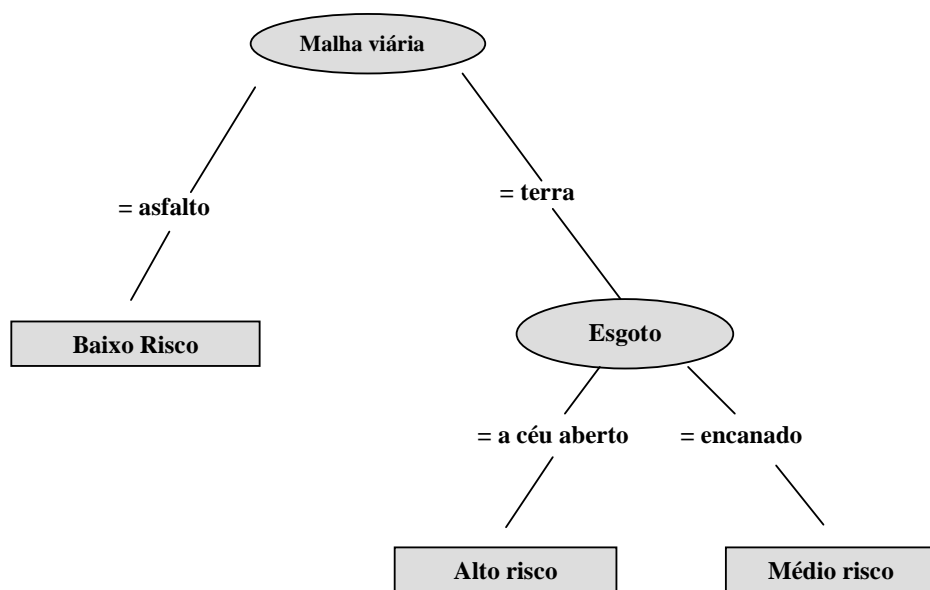 Malha viária
= asfalto
= terra
Baixo Risco
Esgoto
= a céu aberto
= encanado
Alto risco
Médio risco